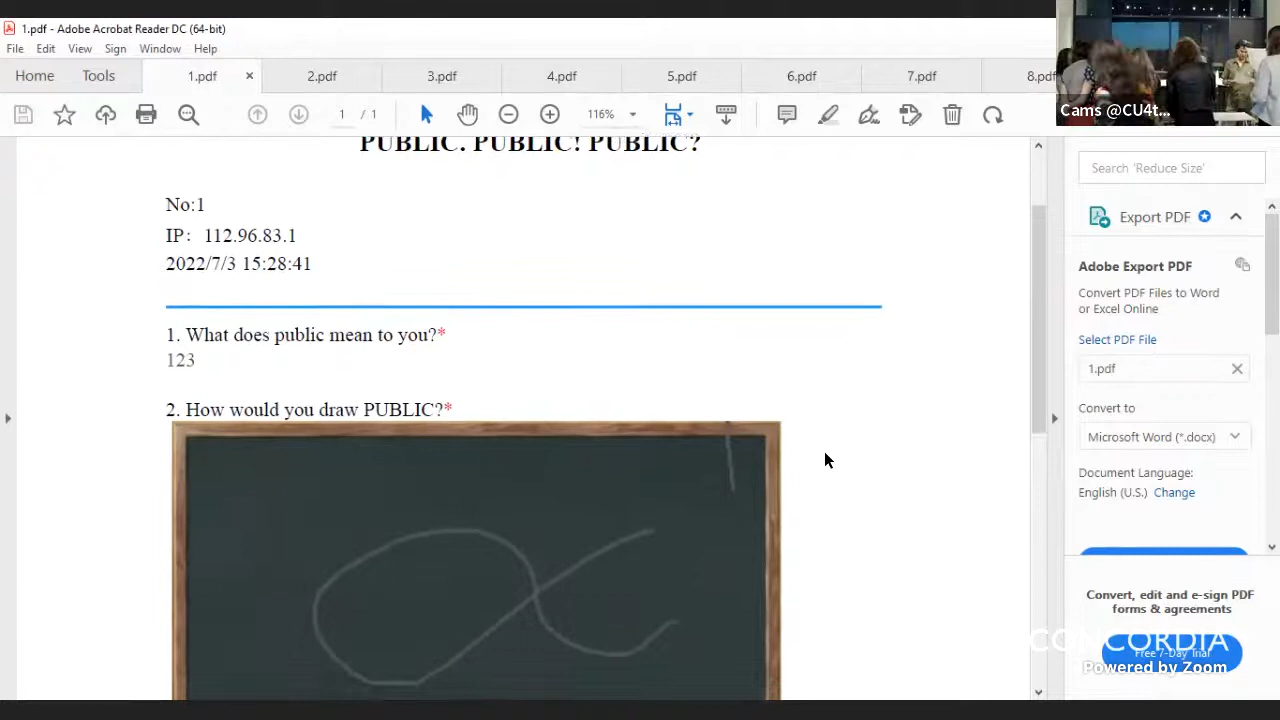 1.pdf - Adobe Acrobat Reader DC (64-bit)
File Edit View Sign Window Help
Home Tools 1.pdf 2.pdf 3.pdf 4.pdf 5.pdf 6.pdf 7.pdf 8.pdf
1 / 1 116%
Cams @CU4t...
PUBLIC. PUBLIC! PUBLIC?
No:1
IP: 112.96.83.1
2022/7/3 15:28:41
1. What does public mean to you?*
123
2. How would you draw PUBLIC?*
Search 'Reduce Size'
Export PDF
Adobe Export PDF
Convert PDF Files to Word
or Excel Online
Select PDF File
1.pdf
Convert to
Microsoft Word (*.docx)
Document Language:
English (U.S.) Change
Convert, edit and e-sign PDF
forms & agreements
CONCORDIA
Free 7-Day Trial
Powered by Zoom